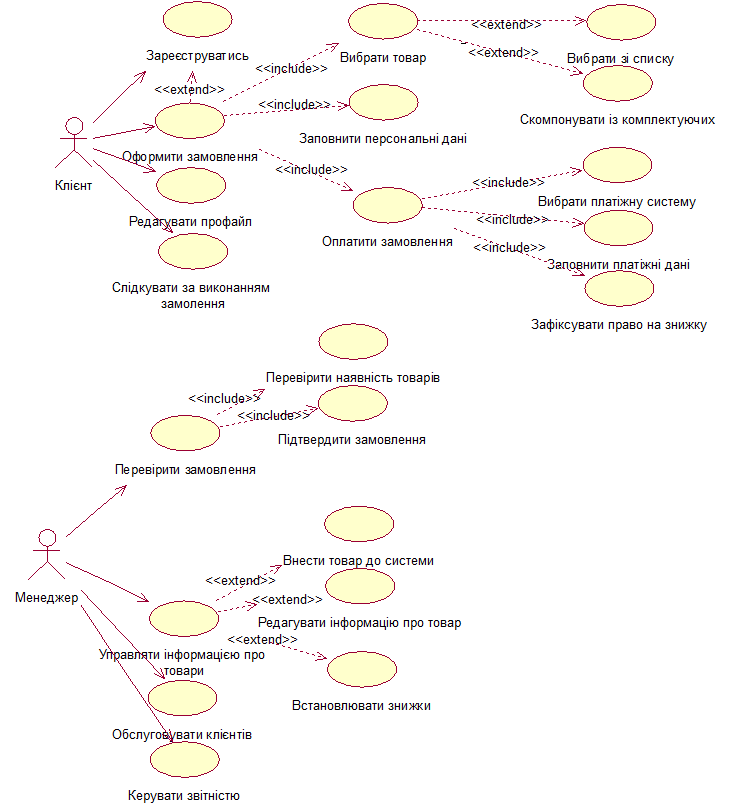 Зареєструватись
<<extend>>
Клієнт
Оформити замовлення
Редагувати профайл
Слідкувати за виконанням
замолення
<<include>>
Вибрати товар
<<extend>>
Вибрати зі списку
<<extend>>
Скомпонувати із комплектуючих
<<include>>
Заповнити персональні дані
<<include>>
Оплатити замовлення
<<include>>
Вибрати платіжну систему
<<include>>
Заповнити платіжні дані
<<include>>
Зафіксувати право на знижку
Перевірити наявність товарів
<<include>>
<<include>>
Підтвердити замовлення
Перевірити замовлення
Менеджер
Внести товар до системи
<<extend>>
<<extend>>
Редагувати інформацію про товар
<<extend>>
Управляти інформацією про
товари
Встановлювати знижки
Обслуговувати клієнтів
Керувати звітністю